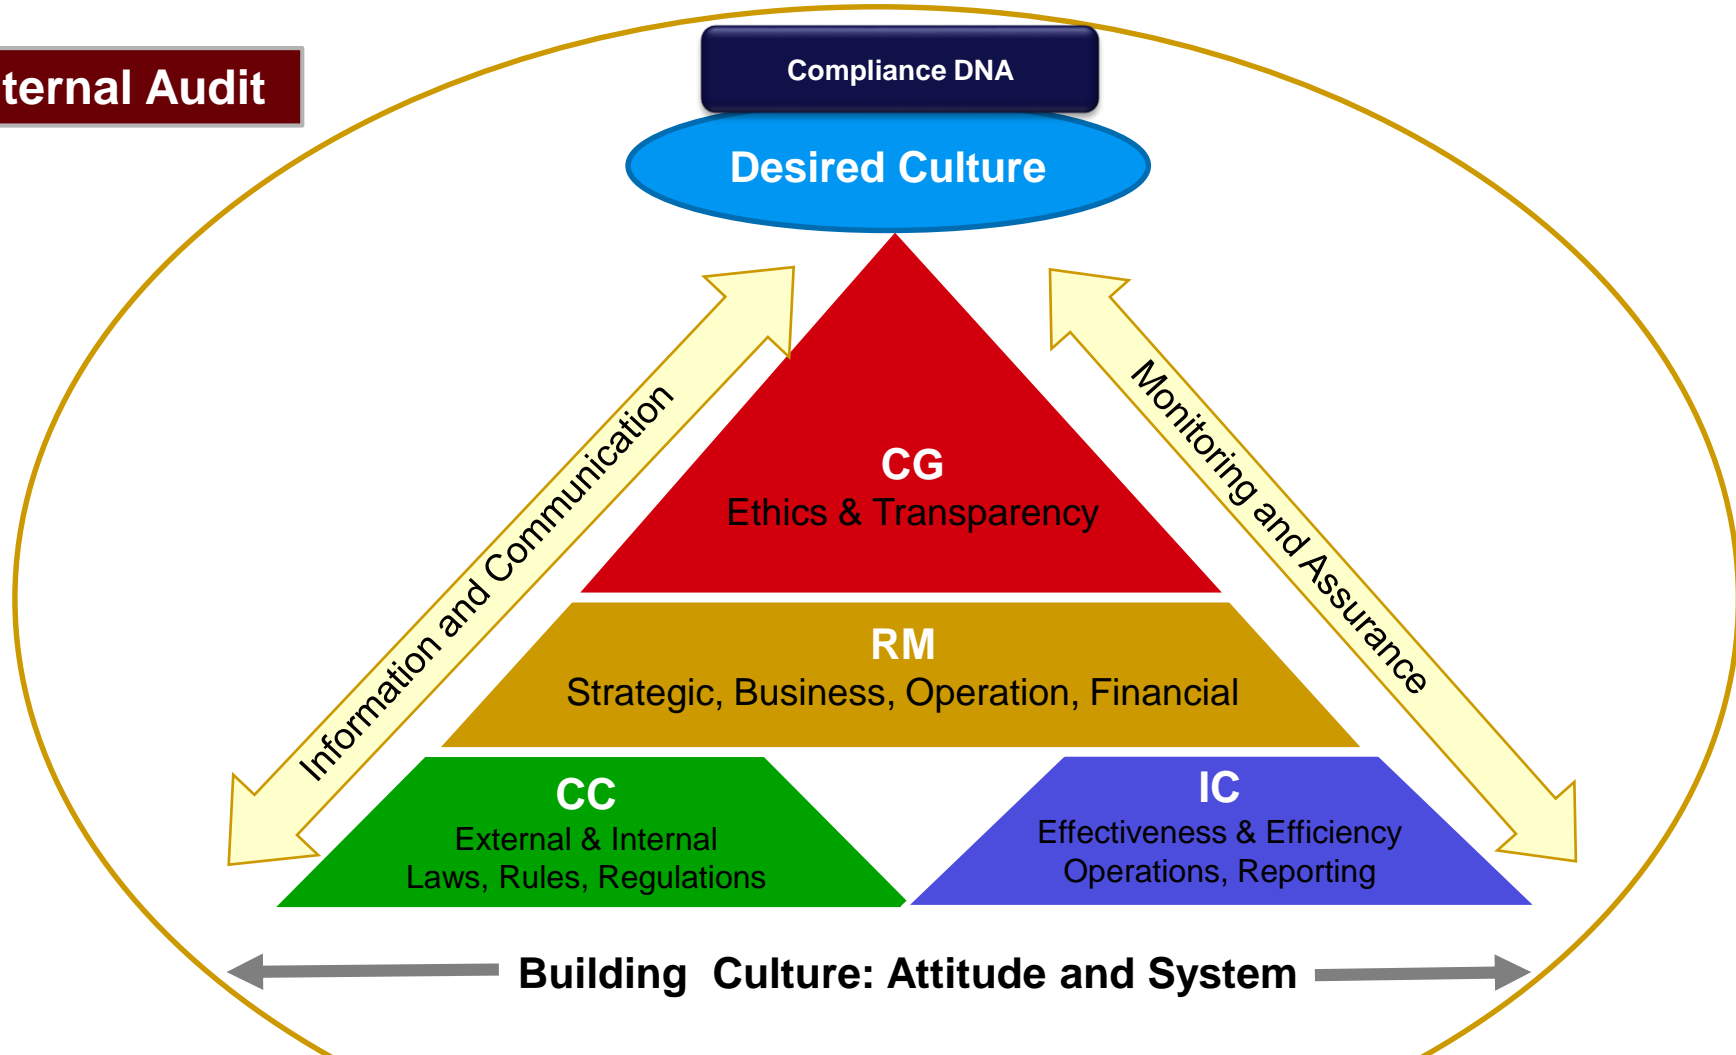 Compliance DNA
ternal Audit
Desired Culture
Information and Communication
Monitoring and Assurance
CG
Ethics & Transparency
RM
Strategic, Business, Operation, Financial
CC
External & Internal
Laws, Rules, Regulations
IC
Effectiveness & Efficiency
Operations, Reporting
Building  Culture: Attitude and System